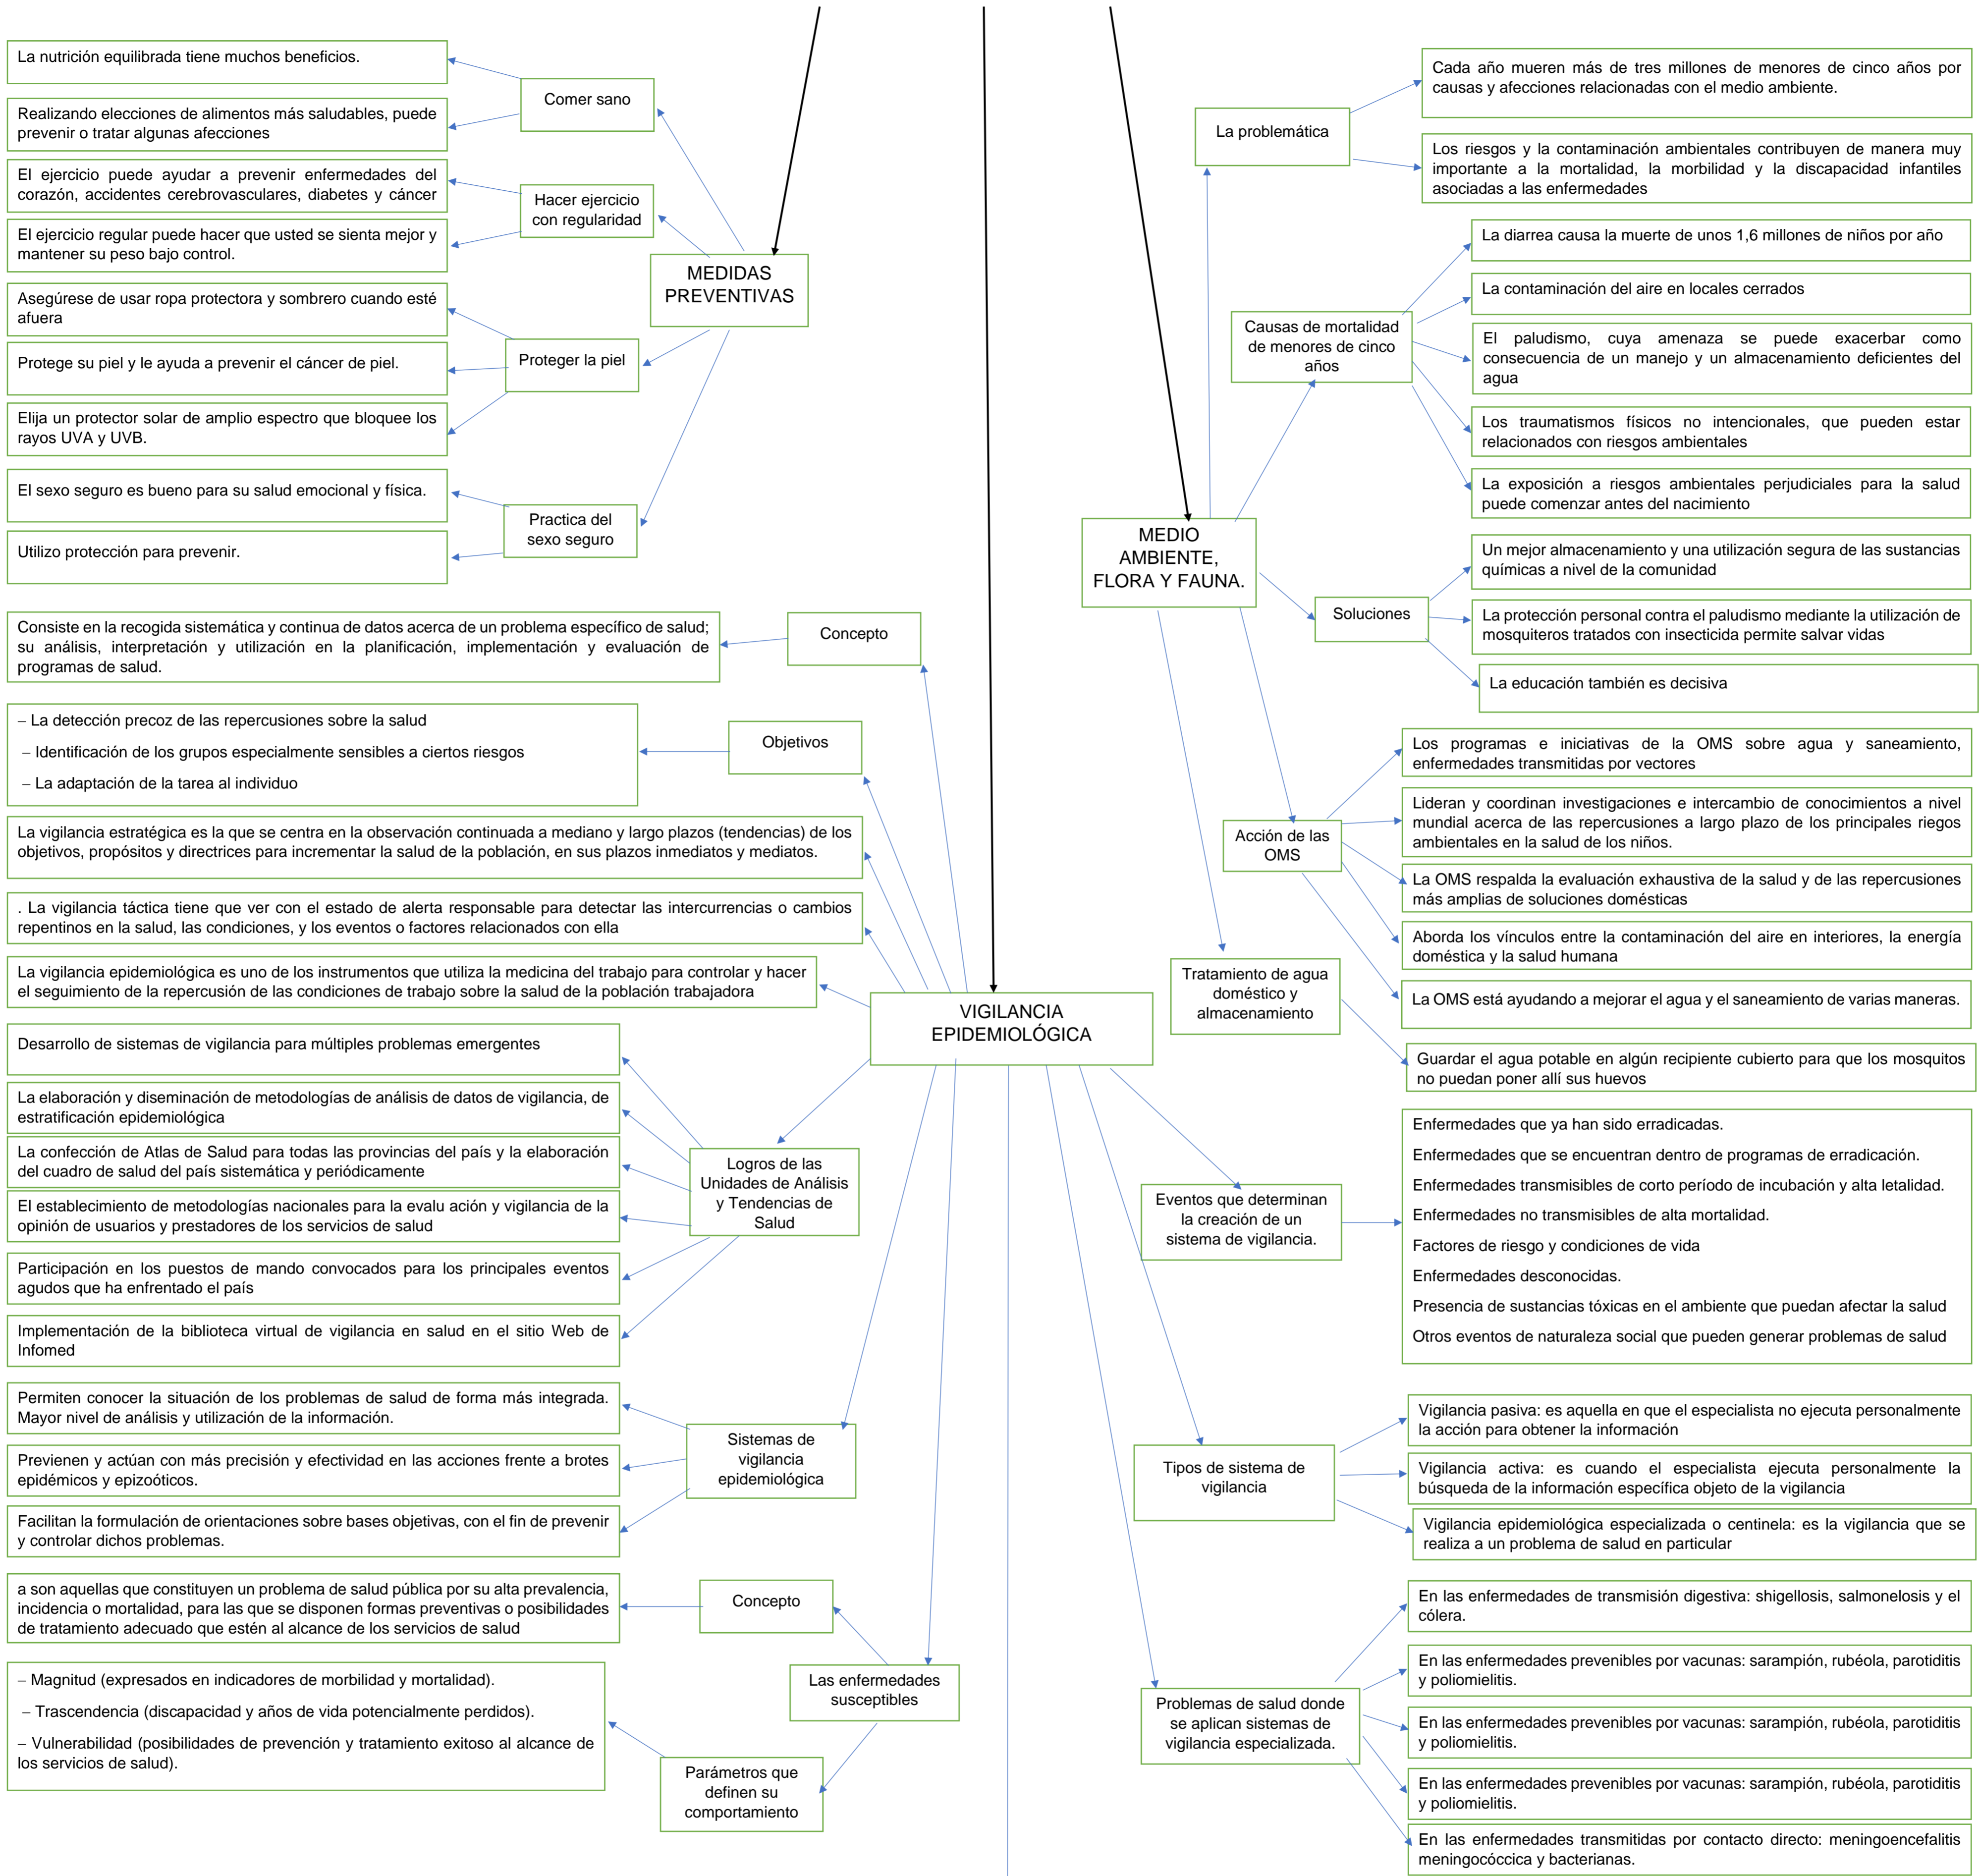 La nutrición equilibrada tiene muchos beneficios.
Comer sano
Realizando elecciones de alimentos más saludables, puede
prevenir o tratar algunas afecciones
El ejercicio puede ayudar a prevenir enfermedades del
corazón, accidentes cerebrovasculares, diabetes y cáncer
Hacer ejercicio
con regularidad
El ejercicio regular puede hacer que usted se sienta mejor y
mantener su peso bajo control.
MEDIDAS
PREVENTIVAS
Asegúrese de usar ropa protectora y sombrero cuando esté
afuera
Protege su piel y le ayuda a prevenir el cáncer de piel.
Proteger la piel
Elija un protector solar de amplio espectro que bloquee los
rayos UVA y UVB.
El sexo seguro es bueno para su salud emocional y física.
Practica del
sexo seguro
Utilizo protección para prevenir.
Cada año mueren más de tres millones de menores de cinco años por
causas y afecciones relacionadas con el medio ambiente.
La problemática
Los riesgos y la contaminación ambientales contribuyen de manera muy
importante a la mortalidad, la morbilidad y la discapacidad infantiles
asociadas a las enfermedades
La diarrea causa la muerte de unos 1,6 millones de niños por año
La contaminación del aire en locales cerrados
Causas de mortalidad
de menores de cinco
años
El paludismo, cuya amenaza se puede exacerbar como
consecuencia de un manejo y un almacenamiento deficientes del
agua
Los traumatismos físicos no intencionales, que pueden estar
relacionados con riesgos ambientales
La exposición a riesgos ambientales perjudiciales para la salud
puede comenzar antes del nacimiento
MEDIO
AMBIENTE,
FLORA Y FAUNA.
Un mejor almacenamiento y una utilización segura de las sustancias
químicas a nivel de la comunidad
Soluciones
La protección personal contra el paludismo mediante la utilización de
mosquiteros tratados con insecticida permite salvar vidas
La educación también es decisiva
Los programas e iniciativas de la OMS sobre agua y saneamiento,
enfermedades transmitidas por vectores
Lideran y coordinan investigaciones e intercambio de conocimientos a nivel
mundial acerca de las repercusiones a largo plazo de los principales riegos
ambientales en la salud de los niños.
Acción de las
OMS
La OMS respalda la evaluación exhaustiva de la salud y de las repercusiones
más amplias de soluciones domésticas
Aborda los vínculos entre la contaminación del aire en interiores, la energía
doméstica y la salud humana
La OMS está ayudando a mejorar el agua y el saneamiento de varias maneras.
Tratamiento de agua
doméstico y
almacenamiento
Guardar el agua potable en algún recipiente cubierto para que los mosquitos
no puedan poner allí sus huevos
Consiste en la recogida sistemática y continua de datos acerca de un problema específico de salud;
su análisis, interpretación y utilización en la planificación, implementación y evaluación de
programas de salud.
Concepto
– La detección precoz de las repercusiones sobre la salud
– Identificación de los grupos especialmente sensibles a ciertos riesgos
– La adaptación de la tarea al individuo
Objetivos
La vigilancia estratégica es la que se centra en la observación continuada a mediano y largo plazos (tendencias) de los
objetivos, propósitos y directrices para incrementar la salud de la población, en sus plazos inmediatos y mediatos.
. La vigilancia táctica tiene que ver con el estado de alerta responsable para detectar las intercurrencias o cambios
repentinos en la salud, las condiciones, y los eventos o factores relacionados con ella
La vigilancia epidemiológica es uno de los instrumentos que utiliza la medicina del trabajo para controlar y hacer
el seguimiento de la repercusión de las condiciones de trabajo sobre la salud de la población trabajadora
VIGILANCIA
EPIDEMIOLÓGICA
Desarrollo de sistemas de vigilancia para múltiples problemas emergentes
La elaboración y diseminación de metodologías de análisis de datos de vigilancia, de
estratificación epidemiológica
La confección de Atlas de Salud para todas las provincias del país y la elaboración
del cuadro de salud del país sistemática y periódicamente
Logros de las
Unidades de Análisis
y Tendencias de
Salud
El establecimiento de metodologías nacionales para la evalu ación y vigilancia de la
opinión de usuarios y prestadores de los servicios de salud
Participación en los puestos de mando convocados para los principales eventos
agudos que ha enfrentado el país
Implementación de la biblioteca virtual de vigilancia en salud en el sitio Web de
Infomed
Permiten conocer la situación de los problemas de salud de forma más integrada.
Mayor nivel de análisis y utilización de la información.
Sistemas de
vigilancia
epidemiológica
Previenen y actúan con más precisión y efectividad en las acciones frente a brotes
epidémicos y epizoóticos.
Facilitan la formulación de orientaciones sobre bases objetivas, con el fin de prevenir
y controlar dichos problemas.
a son aquellas que constituyen un problema de salud pública por su alta prevalencia,
incidencia o mortalidad, para las que se disponen formas preventivas o posibilidades
de tratamiento adecuado que estén al alcance de los servicios de salud
Concepto
Las enfermedades
susceptibles
– Magnitud (expresados en indicadores de morbilidad y mortalidad).
– Trascendencia (discapacidad y años de vida potencialmente perdidos).
– Vulnerabilidad (posibilidades de prevención y tratamiento exitoso al alcance de
los servicios de salud).
Parámetros que
definen su
comportamiento
Eventos que determinan
la creación de un
sistema de vigilancia.
Enfermedades que ya han sido erradicadas.
Enfermedades que se encuentran dentro de programas de erradicación.
Enfermedades transmisibles de corto período de incubación y alta letalidad.
Enfermedades no transmisibles de alta mortalidad.
Factores de riesgo y condiciones de vida
Enfermedades desconocidas.
Presencia de sustancias tóxicas en el ambiente que puedan afectar la salud
Otros eventos de naturaleza social que pueden generar problemas de salud
Tipos de sistema de
vigilancia
Vigilancia pasiva: es aquella en que el especialista no ejecuta personalmente
la acción para obtener la información
Vigilancia activa: es cuando el especialista ejecuta personalmente la
búsqueda de la información específica objeto de la vigilancia
Vigilancia epidemiológica especializada o centinela: es la vigilancia que se
realiza a un problema de salud en particular
Problemas de salud donde
se aplican sistemas de
vigilancia especializada.
En las enfermedades de transmisión digestiva: shigellosis, salmonelosis y el
cólera.
En las enfermedades prevenibles por vacunas: sarampión, rubéola, parotiditis
y poliomielitis.
En las enfermedades prevenibles por vacunas: sarampión, rubéola, parotiditis
y poliomielitis.
En las enfermedades prevenibles por vacunas: sarampión, rubéola, parotiditis
y poliomielitis.
En las enfermedades transmitidas por contacto directo: meningoencefalitis
meningocóccica y bacterianas.